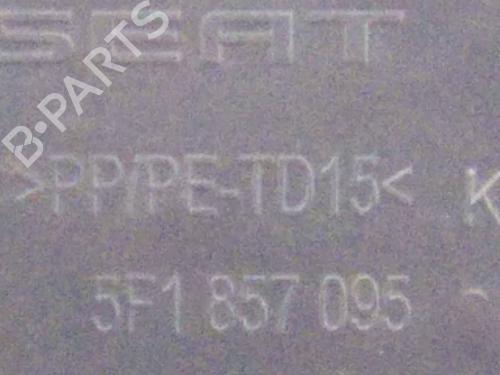 SEAT
B-PARTS
>PP/PE-TD15< K
5F1 857 095 -